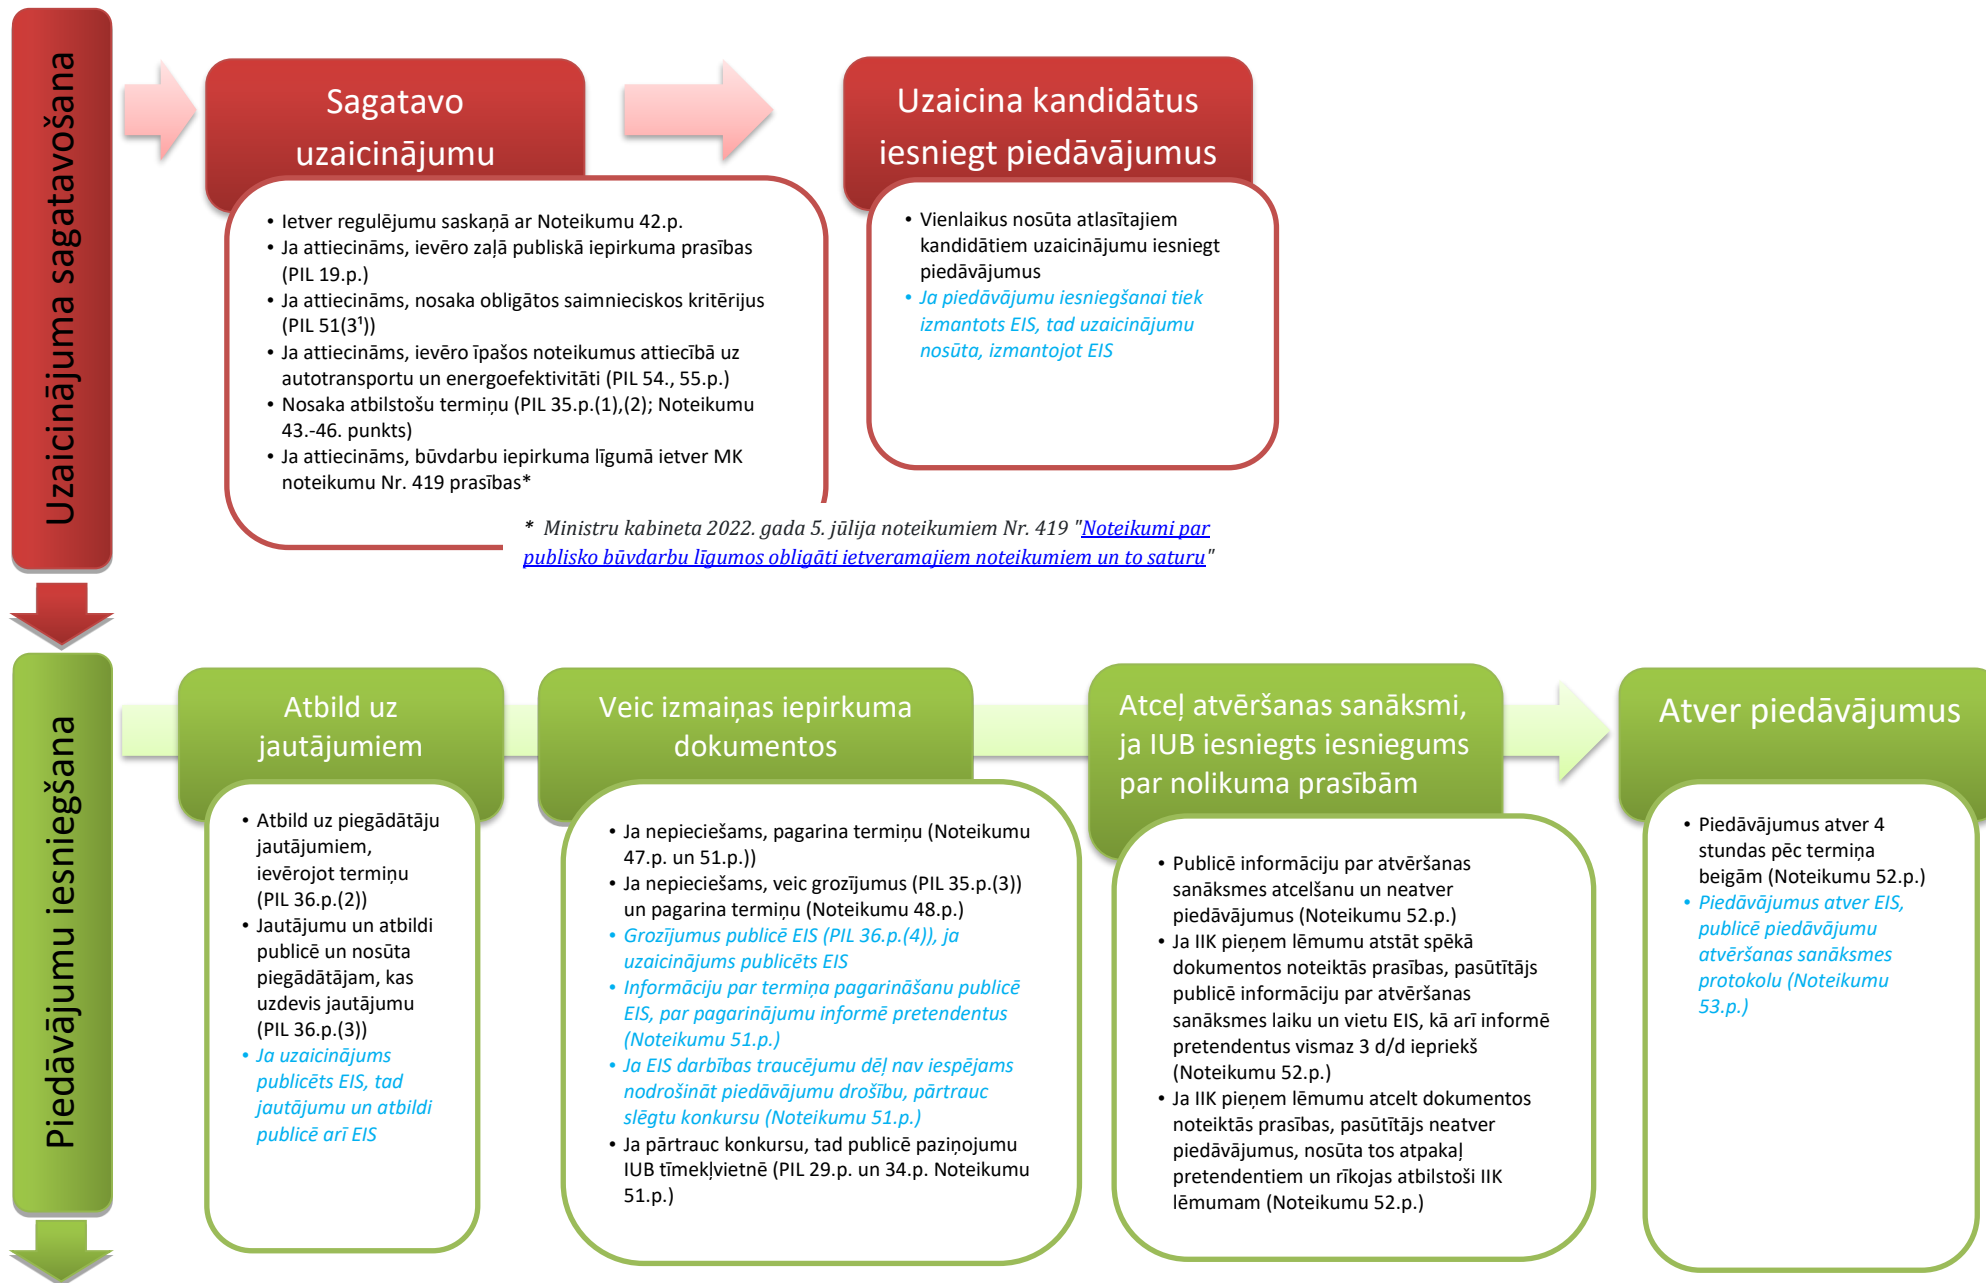 Uzaicinājuma sagatavošana
Sagatavo
uzaicinājumu
• Ietver regulējumu saskaņā ar Noteikumu 42.p.
• Ja attiecināms, ievēro zaļā publiskā iepirkuma prasības
(PIL 19.p.)
• Ja attiecināms, nosaka obligātos saimnieciskos kritērijus
(PIL 51(3¹))
• Ja attiecināms, ievēro īpašos noteikumus attiecībā uz
autotransportu un energoefektivitāti (PIL 54., 55.p.)
• Nosaka atbilstošu termiņu (PIL 35.p.(1),(2); Noteikumu
43.-46. punkts)
• Ja attiecināms, būvdarbu iepirkuma līgumā ietver MK
noteikumu Nr. 419 prasības*
Uzaicina kandidātus
iesniegt piedāvājumus
• Vienlaikus nosūta atlasītajiem
kandidātiem uzaicinājumu iesniegt
piedāvājumus
• Ja piedāvājumu iesniegšanai tiek
izmantots EIS, tad uzaicinājumu
nosūta, izmantojot EIS
* Ministru kabineta 2022. gada 5. jūlija noteikumiem Nr. 419 "Noteikumi par
publisko būvdarbu līgumos obligāti ietveramajiem noteikumiem un to saturu"
Piedāvājumu iesniegšana
Atbild uz
jautājumiem
• Atbild uz piegādātāju
jautājumiem,
ievērojot termiņu
(PIL 36.p.(2))
• Jautājumu un atbildi
publicē un nosūta
piegādātājam, kas
uzdevis jautājumu
(PIL 36.p.(3))
• Ja uzaicinājums
publicēts EIS, tad
jautājumu un atbildi
publicē arī EIS
Veic izmaiņas iepirkuma
dokumentos
• Ja nepieciešams, pagarina termiņu (Noteikumu
47.p. un 51.p.))
• Ja nepieciešams, veic grozījumus (PIL 35.p.(3))
un pagarina termiņu (Noteikumu 48.p.)
• Grozījumus publicē EIS (PIL 36.p.(4)), ja
uzaicinājums publicēts EIS
• Informāciju par termiņa pagarināšanu publicē
EIS, par pagarinājumu informē pretendentus
(Noteikumu 51.p.)
• Ja EIS darbības traucējumu dēļ nav iespējams
nodrošināt piedāvājumu drošību, pārtrauc
slēgtu konkursu (Noteikumu 51.p.)
• Ja pārtrauc konkursu, tad publicē paziņojumu
IUB tīmekļvietnē (PIL 29.p. un 34.p. Noteikumu
51.p.)
Atceļ atvēršanas sanāksmi,
ja IUB iesniegts iesniegums
par nolikuma prasībām
• Publicē informāciju par atvēršanas
sanāksmes atcelšanu un neatver
piedāvājumus (Noteikumu 52.p.)
• Ja IIK pieņem lēmumu atstāt spēkā
dokumentos noteiktās prasības, pasūtītājs
publicē informāciju par atvēršanas
sanāksmes laiku un vietu EIS, kā arī informē
pretendentus vismaz 3 d/d iepriekš
(Noteikumu 52.p.)
• Ja IIK pieņem lēmumu atcelt dokumentos
noteiktās prasības, pasūtītājs neatver
piedāvājumus, nosūta tos atpakaļ
pretendentiem un rīkojas atbilstoši IIK
lēmumam (Noteikumu 52.p.)
Atver piedāvājumus
• Piedāvājumus atver 4
stundas pēc termiņa
beigām (Noteikumu 52.p.)
• Piedāvājumus atver EIS,
publicē piedāvājumu
atvēršanas sanāksmes
protokolu (Noteikumu
53.p.)